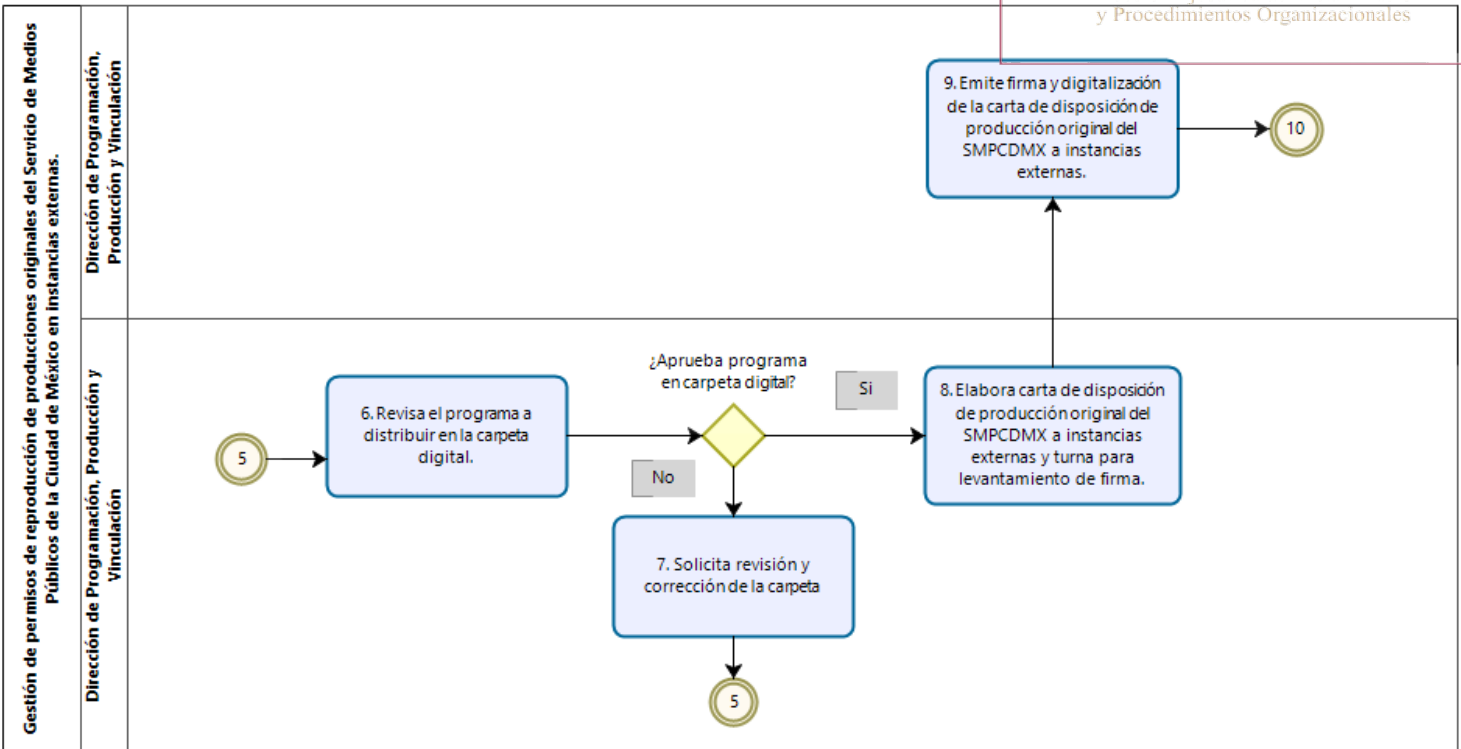 y Procedimientos Organizacionales
Gestión de permisos de reproducción de producciones originales del Servicio de Medios
Públicos de la Ciudad de México en instancias externas.
Dirección de Programación,
Producción y Vinculación
9. Emite firma y digitalización
de la carta de disposición de
producción original del
SMPCDMX a instancias
externas.
10
Dirección de Programación, Producción y
Vinculación
5
6. Revisa el programa a
distribuir en la carpeta
digital.
¿Aprueba programa
en carpeta digital?
Si
No
8. Elabora carta de disposición
de producción original del
SMPCDMX a instancias
externas y turna para
levantamiento de firma.
7. Solicita revisión y
corrección de la carpeta
5